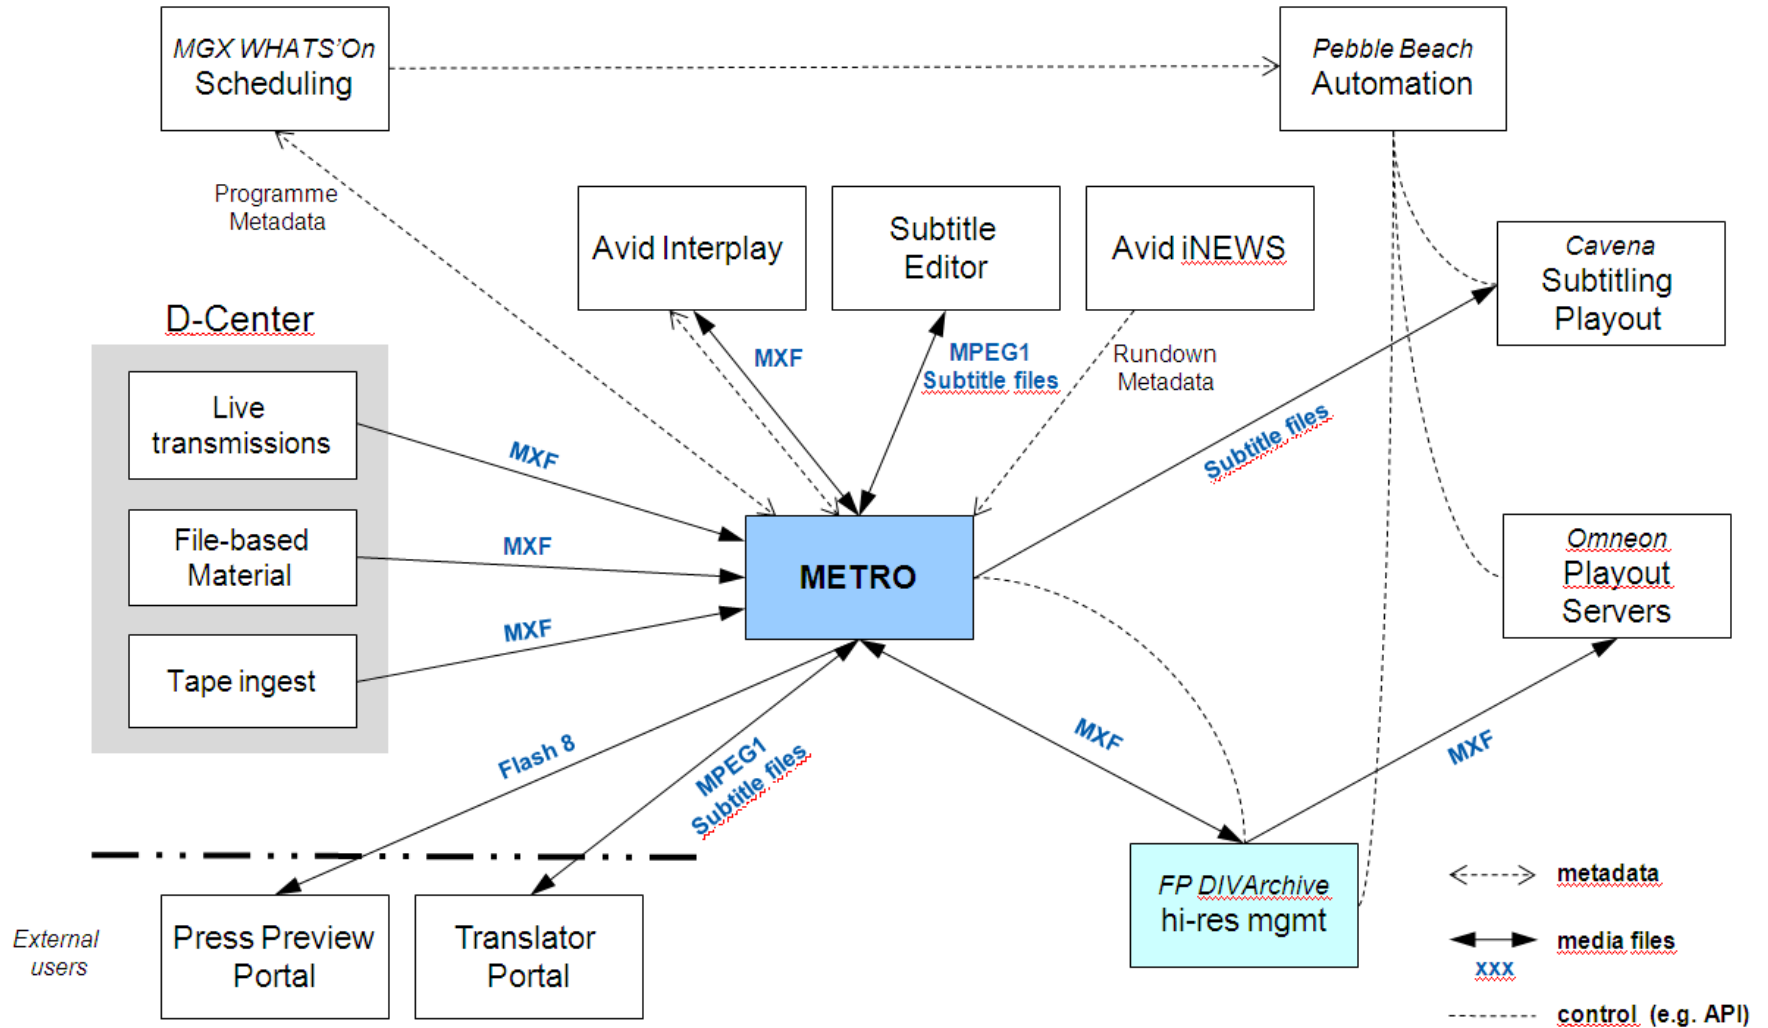 MGX WHATS'On
Scheduling
Pebble Beach
Automation
Programme
Metadata
Avid Interplay
Subtitle
Editor
Avid iNEWS
Cavena
Subtitling
Playout
D-Center
MXF
MPEG1
Subtitle files
Rundown
Metadata
Live
transmissions
MXF
Subtitle files
File-based
Material
MXF
METRO
Omneon
Playout
Servers
Tape ingest
MXF
Flash 8
MPEG1
Subtitle files
MXF
MXF
External
users
Press Preview
Portal
Translator
Portal
FP DIVArchive
hi-res mgmt
metadata
media files
xxx
control (e.g. API)